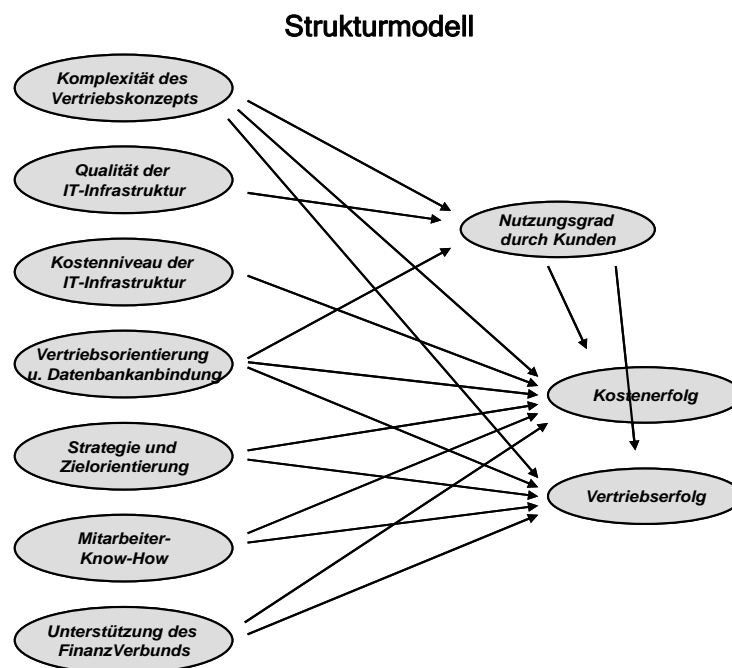 Strukturmodell
Komplexität des
Vertriebskonzepts
Qualität der
IT-Infrastruktur
Nutzungsgrad
durch Kunden
Kostenniveau der
IT-Infrastruktur
Vertriebsorientierung
u. Datenbankanbindung
Kostenerfolg
Strategie und
Zielorientierung
Vertriebserfolg
Mitarbeiter-
Know-How
Unterstützung des
FinanzVerbunds